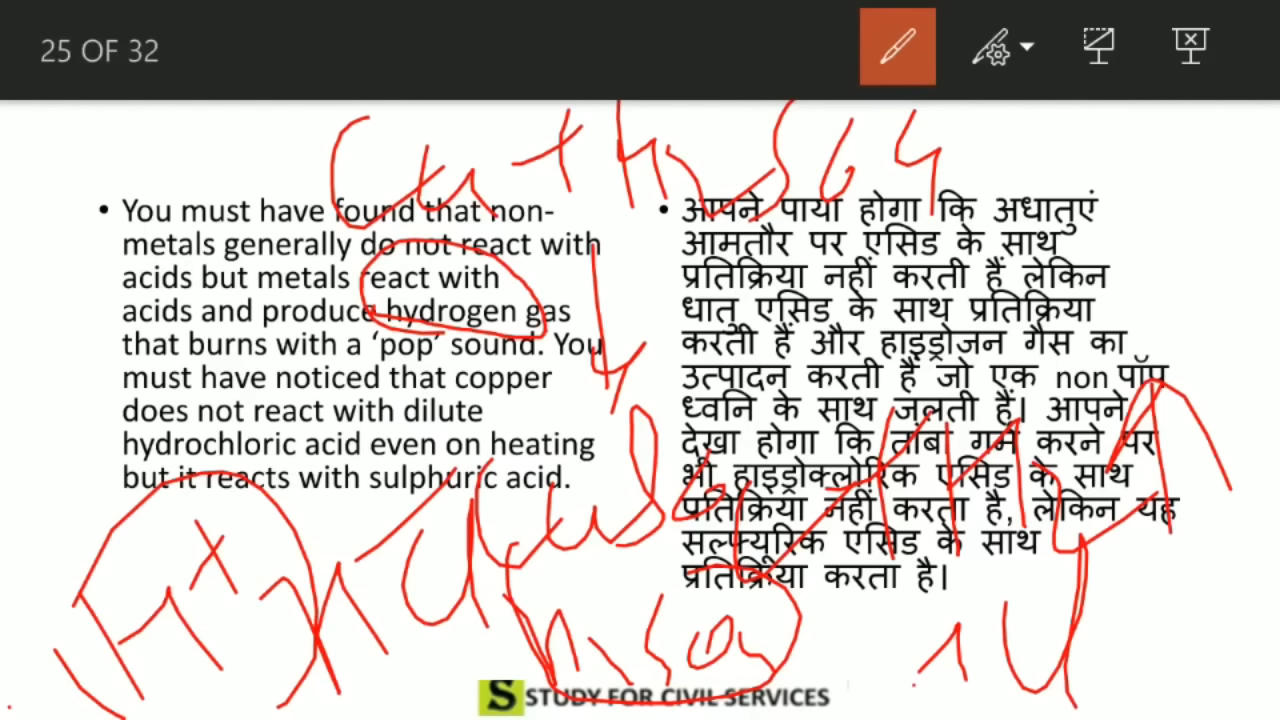 25 OF 32
Cu + H2SO4
• You must have found that non-
metals generally do not react with
acids but metals react with
acids and produce hydrogen gas
that burns with a ‘pop’ sound. You
must have noticed that copper
does not react with dilute
hydrochloric acid even on heating
but it reacts with sulphuric acid.
• आपने पाया होगा कि अधातुएं
आमतौर पर एसिड के साथ
प्रतिक्रिया नहीं करती हैं लेकिन
धातु एसिड के साथ प्रतिक्रिया
करती हैं और हाइड्रोजन गैस का
उत्पादन करती हैं जो एक non पॉप
ध्वनि के साथ जलती हैं। आपने
देखा होगा कि तांबा गर्म करने पर
भी हाइड्रोक्लोरिक एसिड के साथ
प्रतिक्रिया नहीं करता है, लेकिन यह
सल्फ्यूरिक एसिड के साथ
प्रतिक्रिया करता है।
S STUDY FOR CIVIL SERVICES